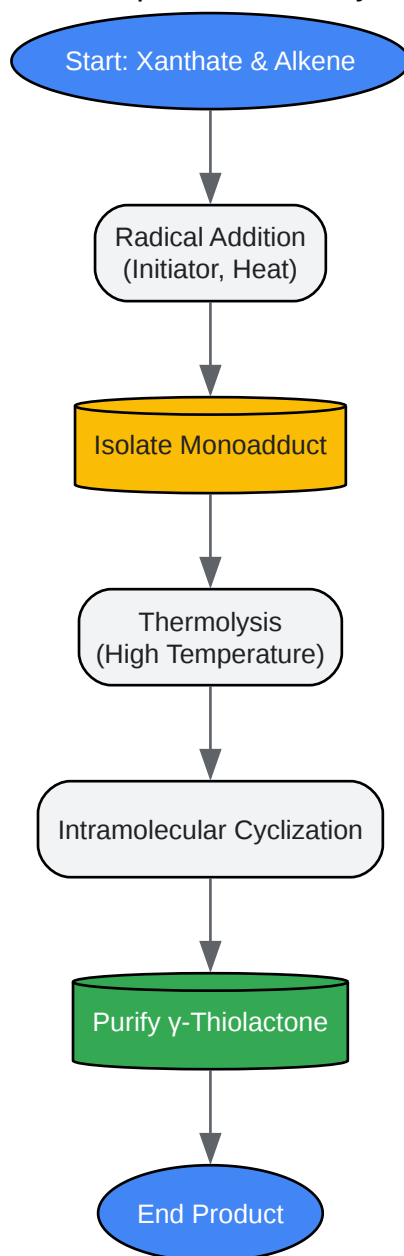 Start: Xanthate & Alkene
Radical Addition
(Initiator, Heat)
Isolate Monoadduct
Thermolysis
(High Temperature)
Intramolecular Cyclization
Purify γ-Thiolactone
End Product